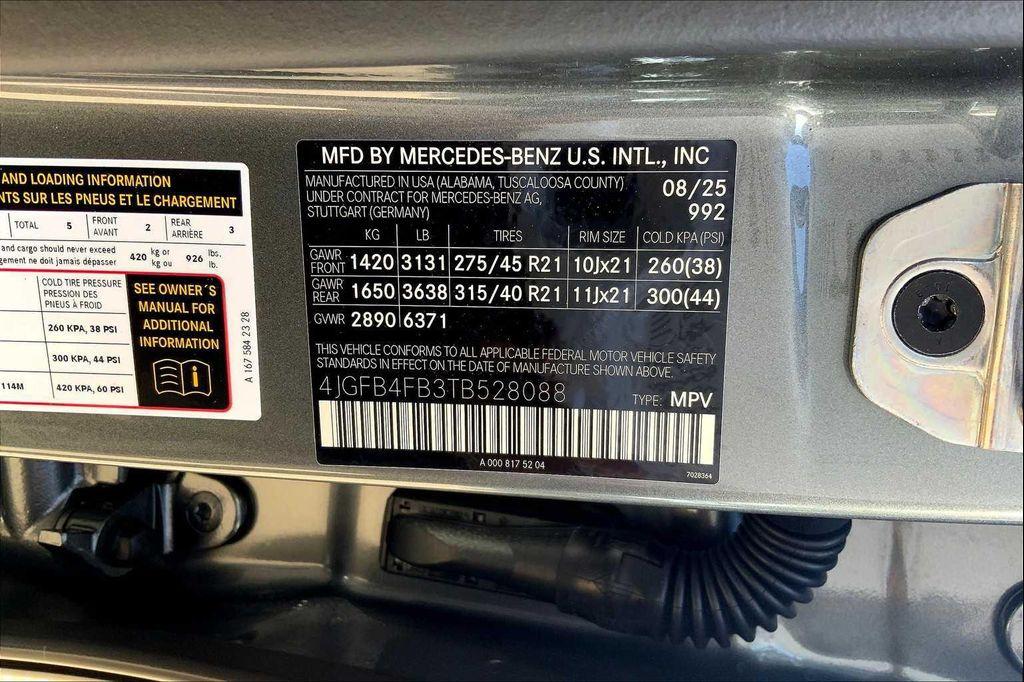 AND LOADING INFORMATION
NTS SUR LES PNEUS ET LE CHARGEMENT
TOTAL 5 FRONT AVANT 2 REAR ARRIÈRE 3
and cargo should never exceed 420 kg or kg ou 926 lbs. lb.
gement ne doit jamais dépasser
COLD TIRE PRESSURE
PRESSION DES
PNEUS À FROID
260 KPA, 38 PSI
300 KPA, 44 PSI
114M 420 KPA, 60 PSI
SEE OWNER´S
MANUAL FOR
ADDITIONAL
INFORMATION
i
A 167 584 23 28
MFD BY MERCEDES-BENZ U.S. INTL., INC
MANUFACTURED IN USA (ALABAMA, TUSCALOOSA COUNTY) 08/25
UNDER CONTRACT FOR MERCEDES-BENZ AG,
STUTTGART (GERMANY) 992
KG LB TIRES RIM SIZE COLD KPA (PSI)
GAWR FRONT 1420 3131 275/45 R21 10Jx21 260(38)
GAWR REAR 1650 3638 315/40 R21 11Jx21 300(44)
GVWR 2890 6371
THIS VEHICLE CONFORMS TO ALL APPLICABLE FEDERAL MOTOR VEHICLE SAFETY
STANDARDS IN EFFECT ON THE DATE OF MANUFACTURE SHOWN ABOVE.
4JGFB4FB3TB528088 TYPE: MPV
A 000 817 52 04
7028364